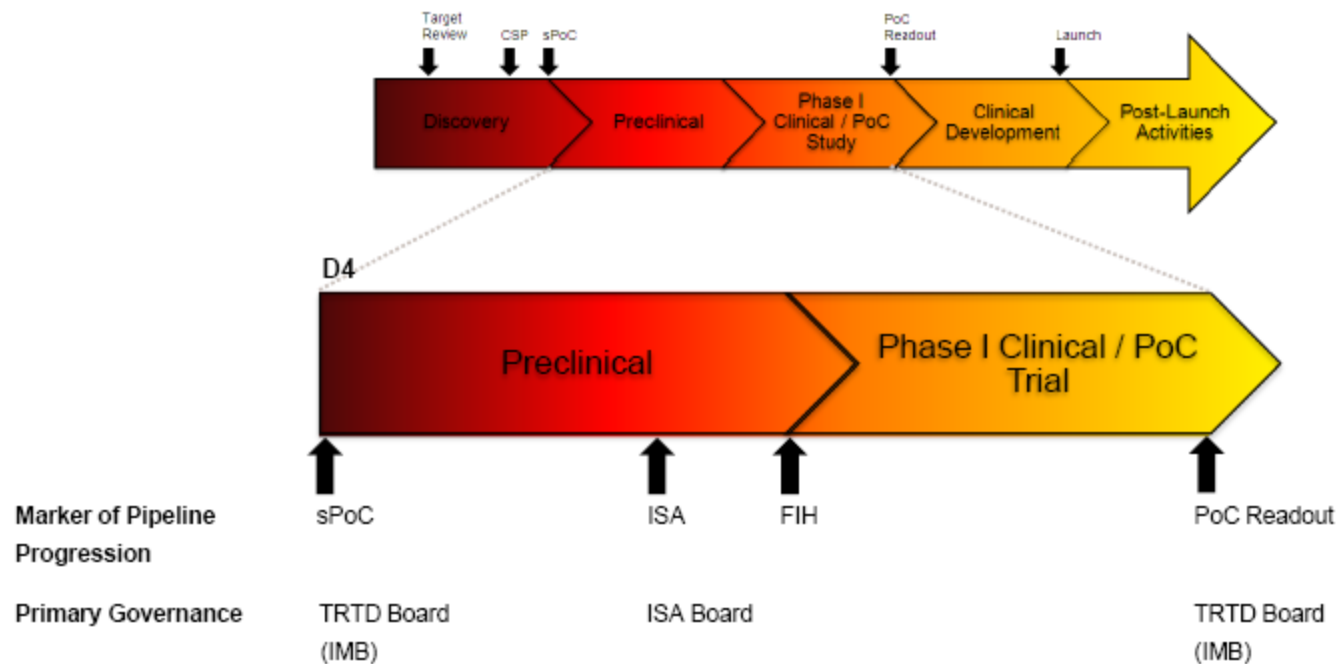 Target
Review
CSP
sPoC
PoC
Readout
Launch
Discovery
Preclinical
Phase I
Clinical / PoC
Study
Clinical
Development
Post-Launch
Activities
D4
Preclinical
Phase I Clinical / PoC
Trial
Marker of Pipeline
Progression
sPoC
ISA
FIH
PoC Readout
Primary Governance
TRTD Board
(IMB)
ISA Board
TRTD Board
(IMB)